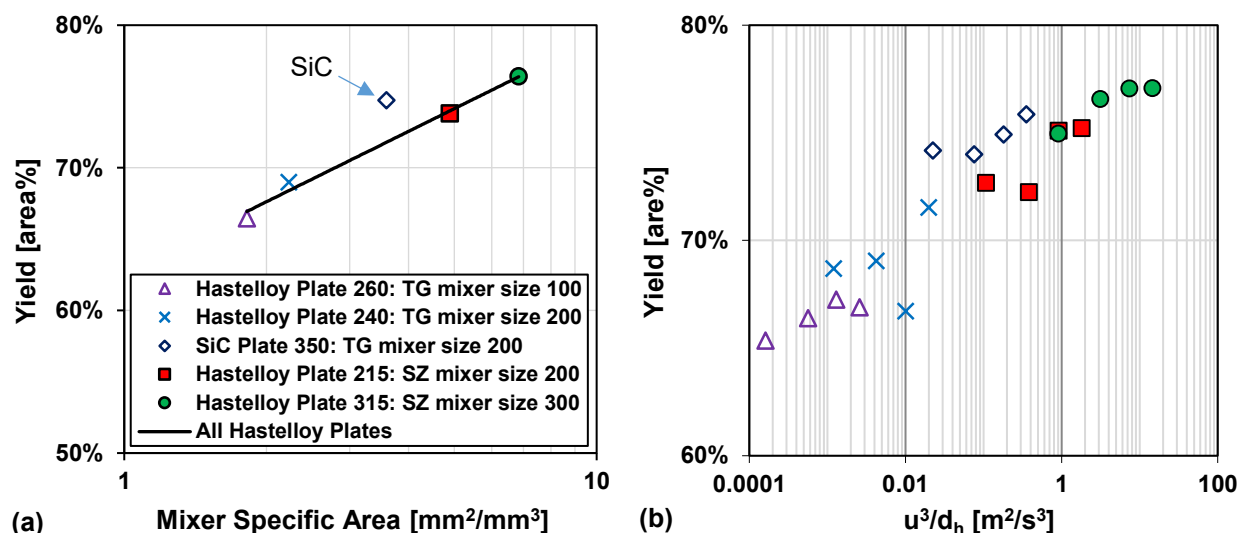 80%
70%
60%
50%
Yield [area%]
SiC
Hastelloy Plate 260: TG mixer size 100
Hastelloy Plate 240: TG mixer size 200
SiC Plate 350: TG mixer size 200
Hastelloy Plate 215: SZ mixer size 200
Hastelloy Plate 315: SZ mixer size 300
All Hastelloy Plates
1
10
(a)
Mixer Specific Area [mm²/mm³]
80%
70%
60%
Yield [are%]
0.0001
0.01
1
100
(b)
u³/dₕ [m²/s³]